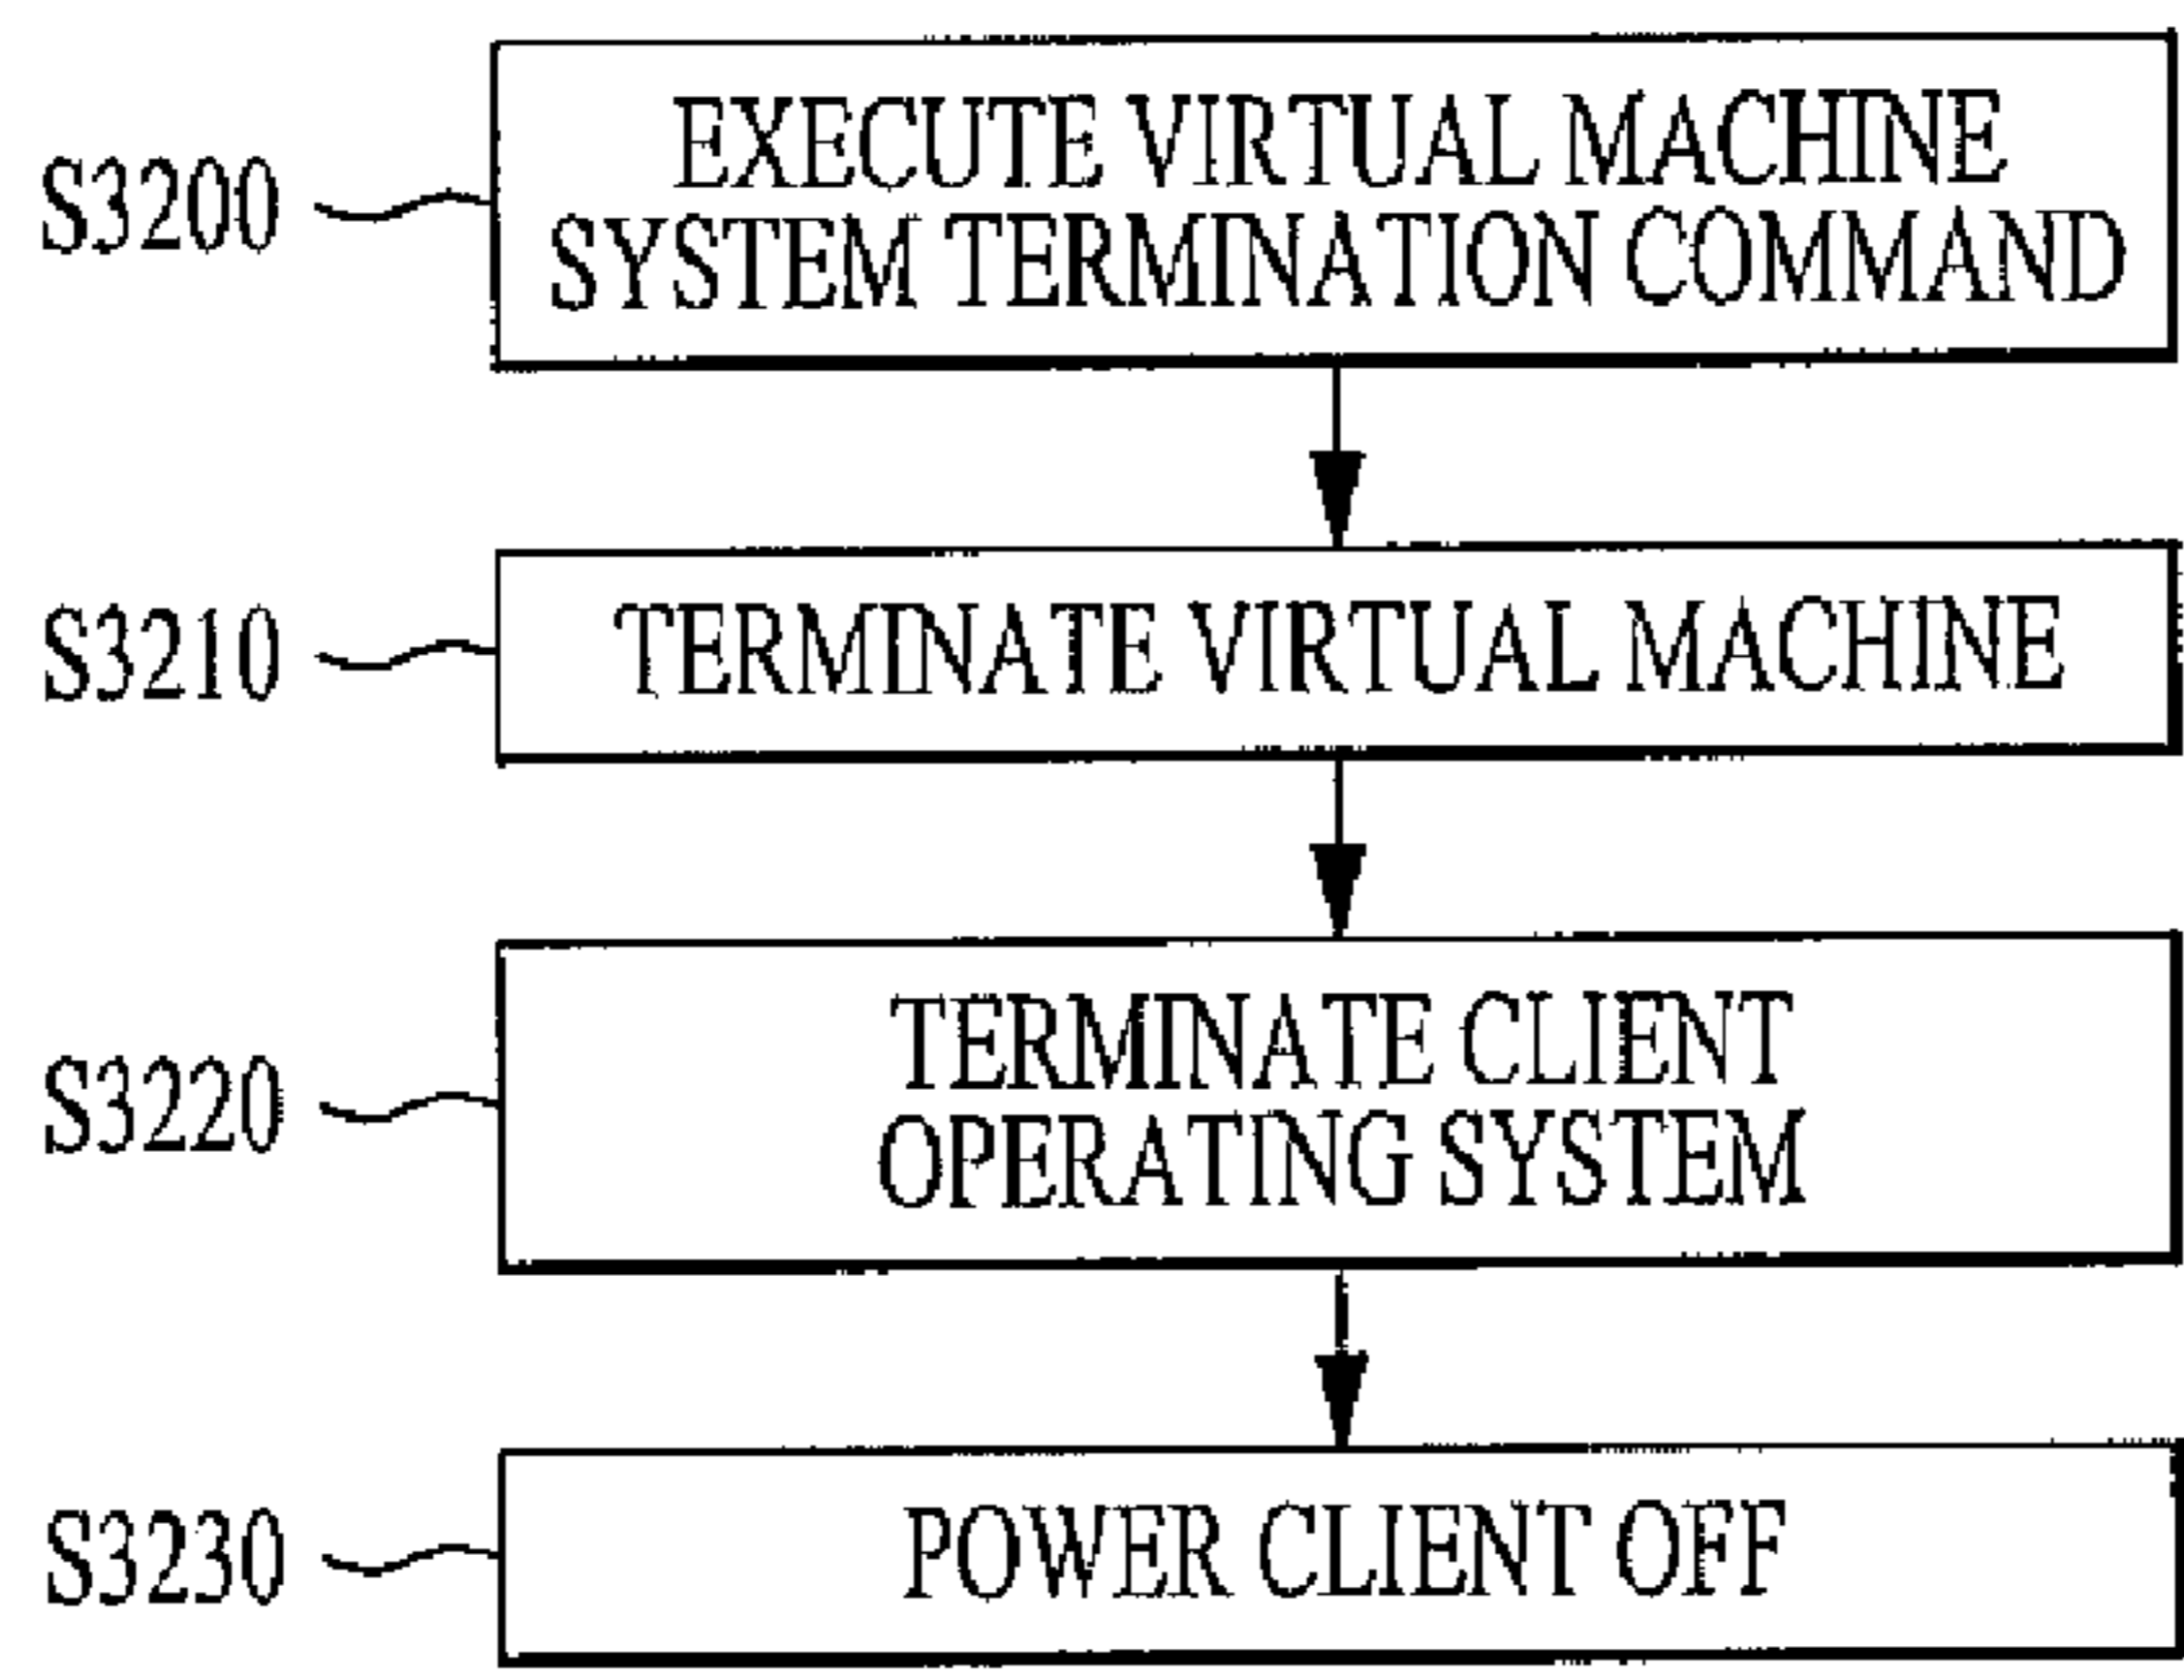 S3200
EXECUTE VIRTUAL MACHINE
SYSTEM TERMINATION COMMAND
S3210
TERMINATE VIRTUAL MACHINE
S3220
TERMINATE CLIENT
OPERATING SYSTEM
S3230
POWER CLIENT OFF